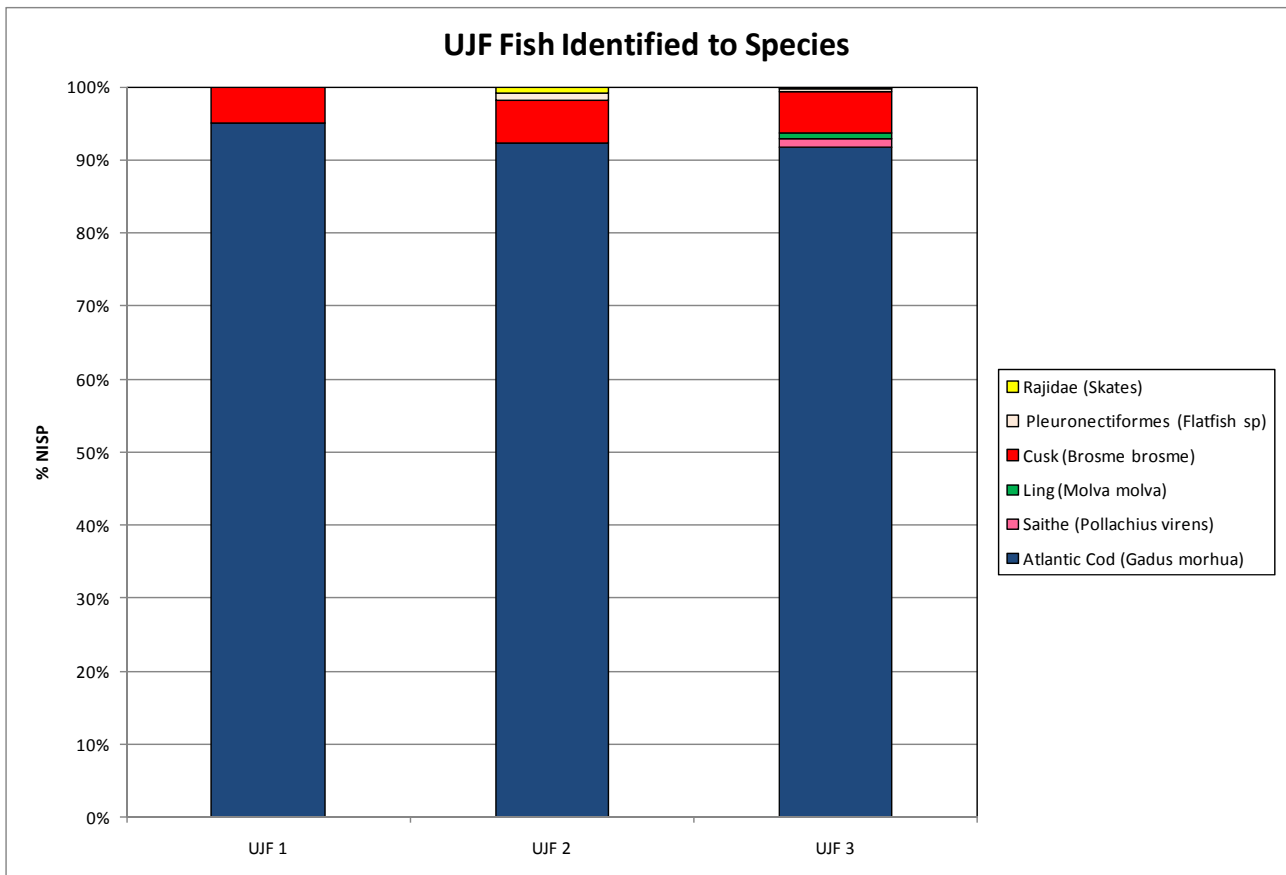 UJF Fish Identified to Species
100%
90%
80%
70%
60%
50%
40%
30%
20%
10%
0%
% NISP
UJF 1
UJF 2
UJF 3
Rajidae (Skates)
Pleuronectiformes (Flatfish sp)
Cusk (Brosme brosme)
Ling (Molva molva)
Saithe (Pollachius virens)
Atlantic Cod (Gadus morhua)